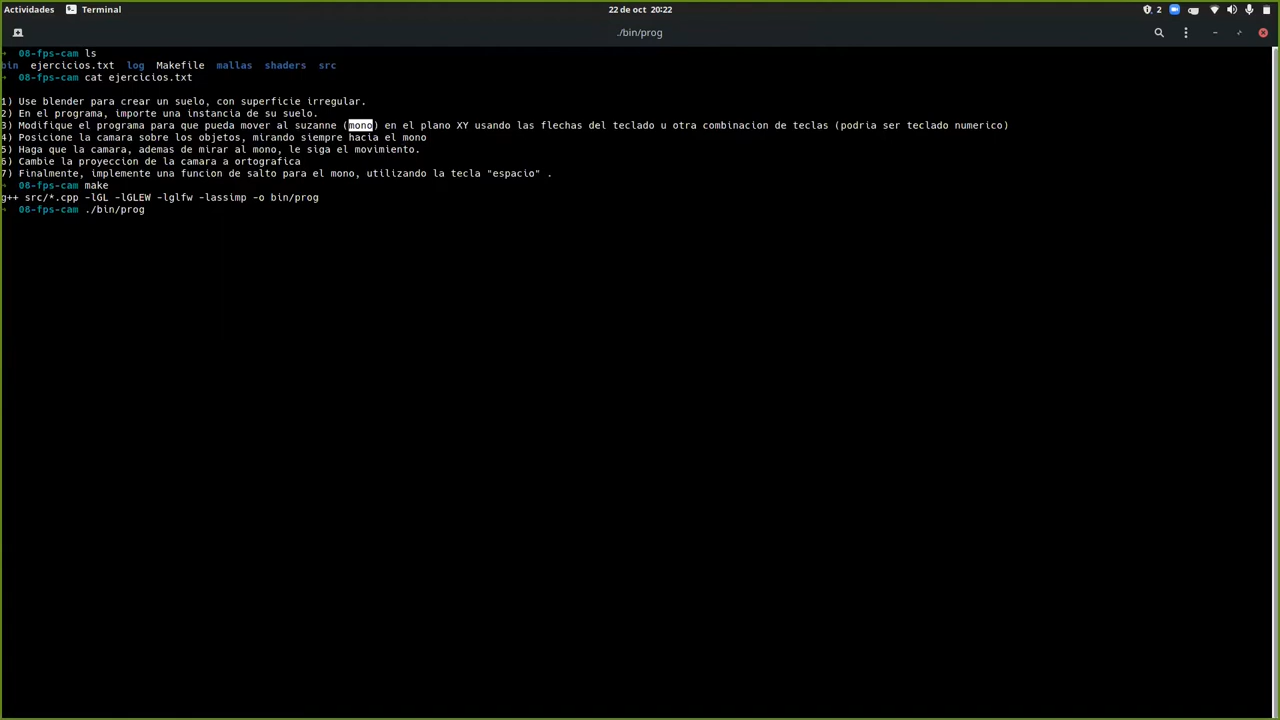 Actividades Terminal 22 de oct 20:22 2
./bin/prog
08-fps-cam ls
bin ejercicios.txt log Makefile mallas shaders src
08-fps-cam cat ejercicios.txt
1) Use blender para crear un suelo, con superficie irregular.
2) En el programa, importe una instancia de su suelo.
3) Modifique el programa para que pueda mover al suzanne (mono) en el plano XY usando las flechas del teclado u otra combinacion de teclas (podria ser teclado numerico)
4) Posicione la camara sobre los objetos, mirando siempre hacia el mono
5) Haga que la camara, ademas de mirar al mono, le siga el movimiento.
6) Cambie la proyeccion de la camara a ortografica
7) Finalmente, implemente una funcion de salto para el mono, utilizando la tecla "espacio" .
08-fps-cam make
g++ src/*.cpp -lGL -lGLEW -lglfw -lassimp -o bin/prog
08-fps-cam ./bin/prog